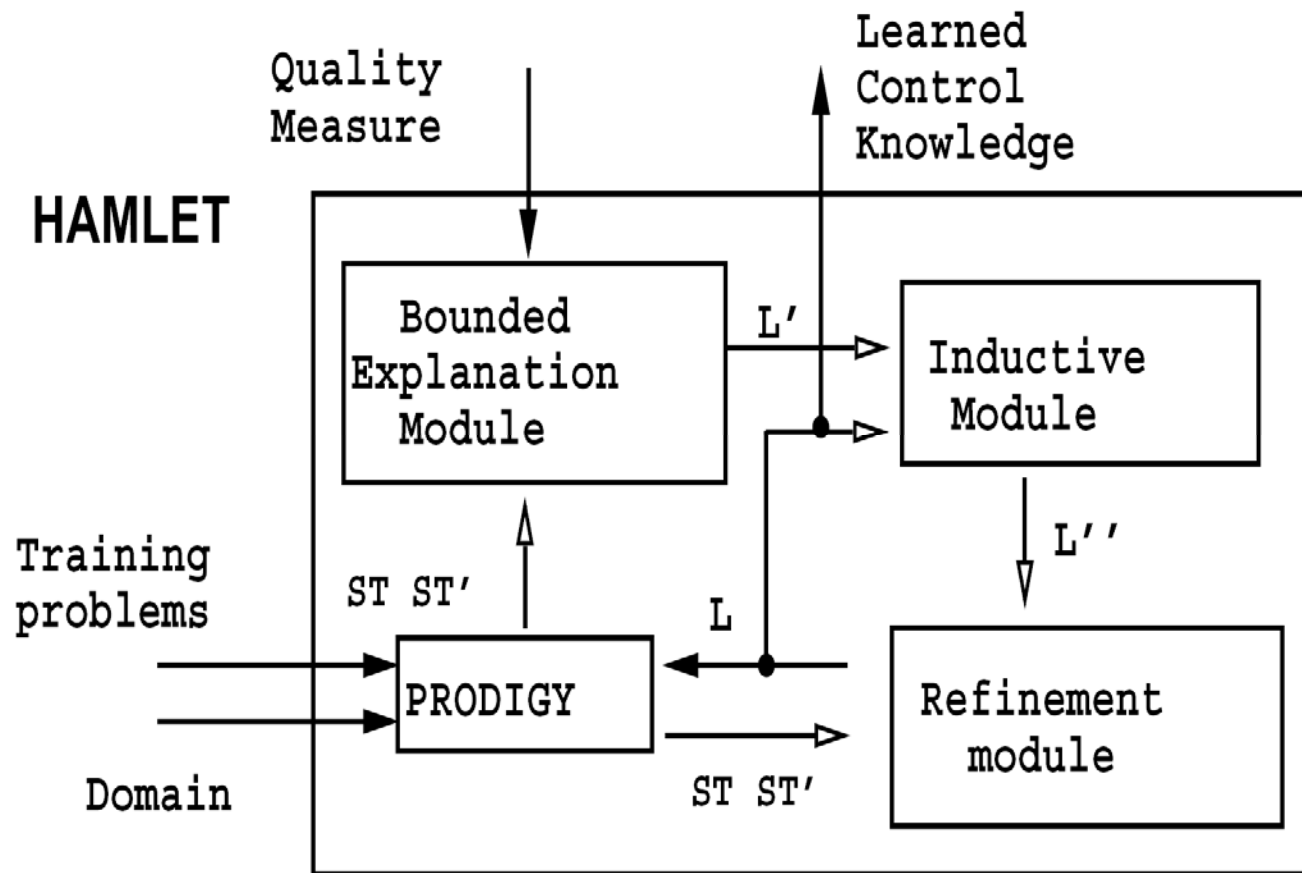 Learned
Control
Knowledge
Quality
Measure
HAMLET
Bounded
Explanation
Module
L'
Inductive
Module
L''
Training
problems
ST ST'
L
PRODIGY
Refinement
module
ST ST'
Domain